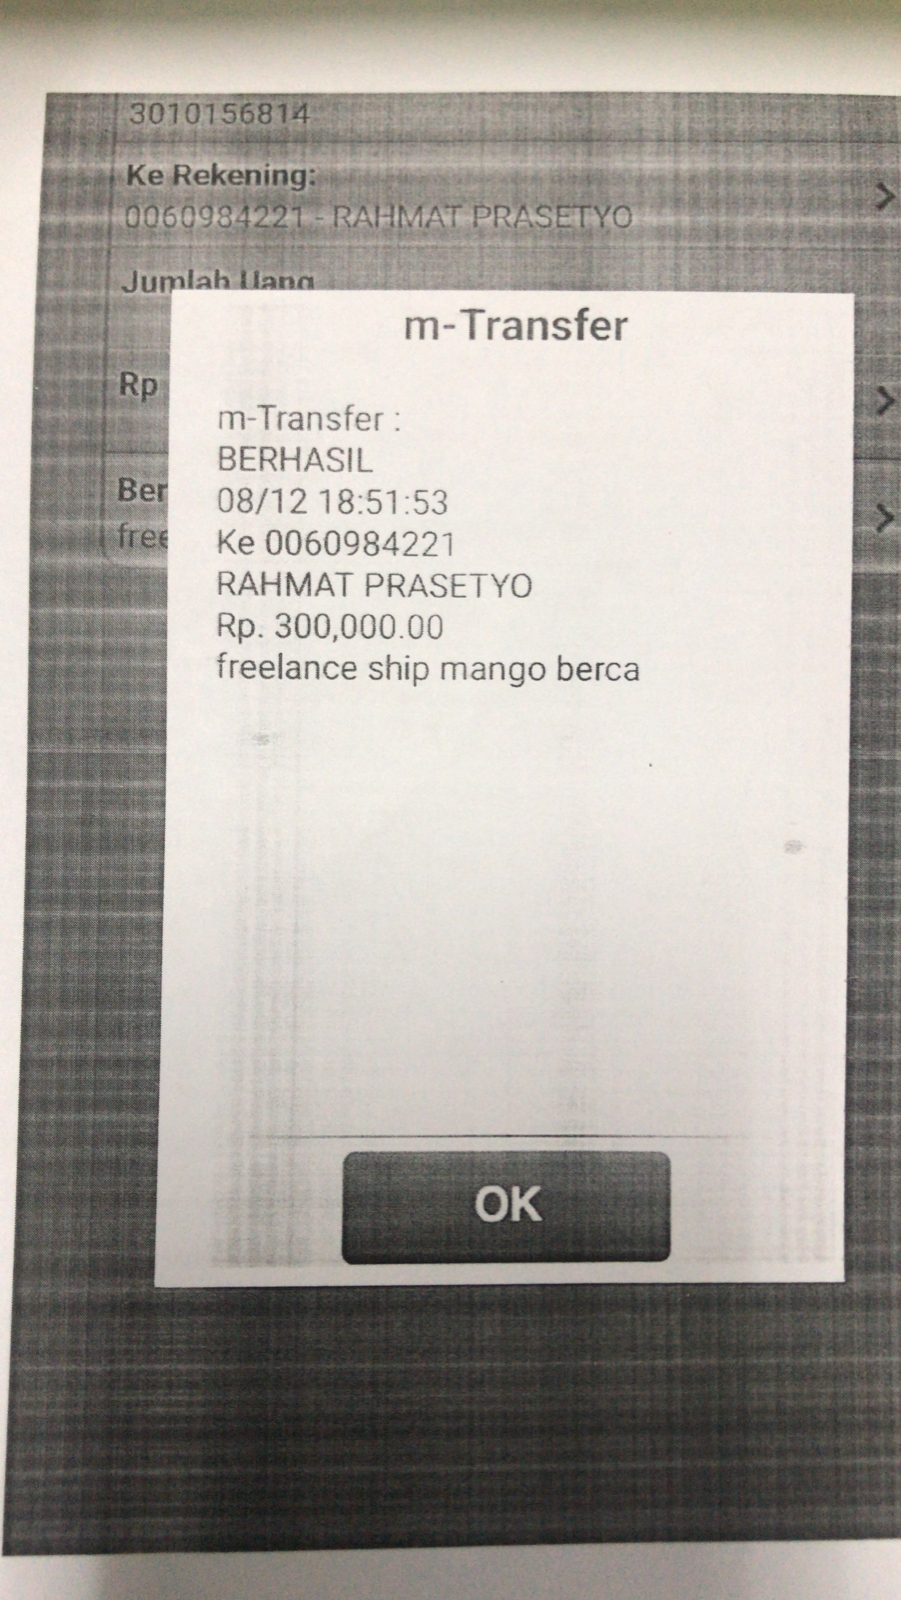 3010156814
Ke Rekening:
0060984221 - RAHMAT PRASETYO
Jumlah Uang
Rp
Ber
free
m-Transfer
m-Transfer :
BERHASIL
08/12 18:51:53
Ke 0060984221
RAHMAT PRASETYO
Rp. 300,000.00
freelance ship mango berca
OK